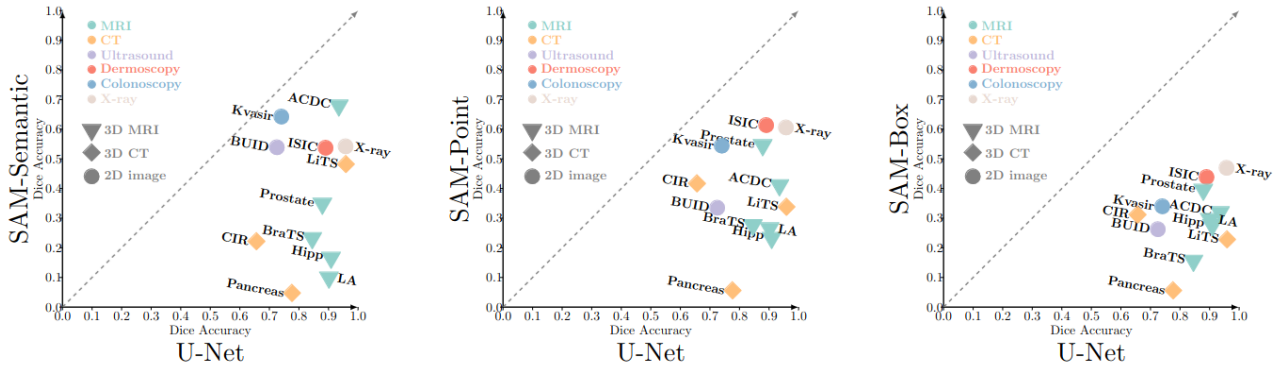 SAM-Semantic
Dice Accuracy
1.0
0.9
0.8
0.7
0.6
0.5
0.4
0.3
0.2
0.1
0.0
MRI
CT
Ultrasound
Dermoscopy
Colonoscopy
X-ray
3D MRI
3D CT
2D image
ACDC
Kvasir
BUID
ISIC
X-ray
LiTS
Prostate
CIR
BraTS
Hipp
LA
Pancreas
0.0 0.1 0.2 0.3 0.4 0.5 0.6 0.7 0.8 0.9 1.0
Dice Accuracy
U-Net
SAM-Point
Dice Accuracy
1.0
0.9
0.8
0.7
0.6
0.5
0.4
0.3
0.2
0.1
0.0
MRI
CT
Ultrasound
Dermoscopy
Colonoscopy
X-ray
3D MRI
3D CT
2D image
ISIC
X-ray
Prostate
Kvasir
CIR
ACDC
BUID
LiTS
BraTS
LA
Hipp
Pancreas
0.0 0.1 0.2 0.3 0.4 0.5 0.6 0.7 0.8 0.9 1.0
Dice Accuracy
U-Net
SAM-Box
Dice Accuracy
1.0
0.9
0.8
0.7
0.6
0.5
0.4
0.3
0.2
0.1
0.0
MRI
CT
Ultrasound
Dermoscopy
Colonoscopy
X-ray
3D MRI
3D CT
2D image
X-ray
ISIC
Prostate
Kvasir
ACDC
CIR
Hipp
LA
BUID
LiTS
BraTS
Pancreas
0.0 0.1 0.2 0.3 0.4 0.5 0.6 0.7 0.8 0.9 1.0
Dice Accuracy
U-Net